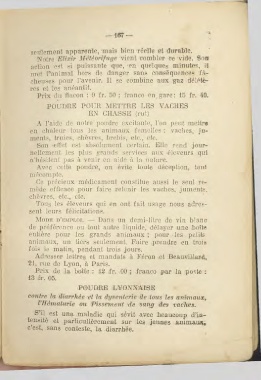 — 167 —
seulement apparente, mais bien réelle et durable.
Notre Elixir Météorifuge vient combler ce vide. Son
action est si puissante que, en quelques minutes, il
met l'animal hors de danger sans conséquences fâ-
cheuses pour l'avenir. Il se combine aux gaz délétè-
res et les anéantit.
Prix du flacon : 9 fr. 50 ; franco en gare: 45 fr. 40.
POUDRE POUR METTRE LES VACHES
EN CHASSE (rut)
A l'aide de notre poudre excitante, l'on peut mettre
en chaleur tous les animaux femelles : vaches, ju-
ments, truies, chèvres, brebis, etc., etc.
Son effet est absolument certain. Elle rend jour-
nellement les plus grands services aux éleveurs qui
n'hésitent pas à venir en aide à la nature.
Avec cette poudre, on évite toute déception, tout
mécompte.
Ce précieux médicament constitue aussi le seul re-
mède efficace pour faire retenir les vaches, juments,
chèvres, etc., etc.
Tous les éleveurs qui en ont fait usage nous adres-
sent leurs félicitations.
MODE D'EMPLOI. — Dans un demi-litre de vin blanc
de préférence ou tout autre liquide, délayer une boîte
entière pour les grands animaux ; pour les petits
animaux, un tiers seulement. Faire prendre en trois
fois le matin, pendant trois jours.
Adresser lettres et mandats à Féron et Beauvillard,
21, rue de Lyon, à Paris.
Prix de la boîte : 12 fr. 60 ; franco par la poste :
13 fr. 65.
POUDRE LYONNAISE
contre la diarrhée et la dysenterie de tous les animaux,
l'Hématurie ou Pissement de sang des vaches.
S'il est une maladie qui sévit avec beaucoup d'in-
tensité et particulièrement sur les jeunes animaux,
c'est, sans conteste, la diarrhée.